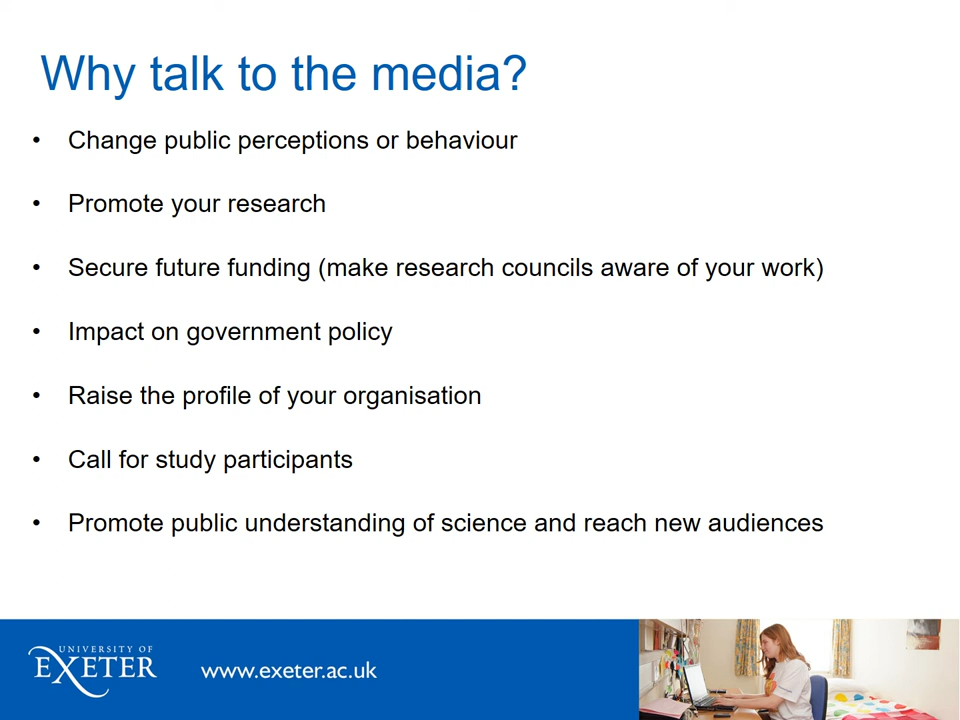 Why talk to the media?
• Change public perceptions or behaviour
• Promote your research
• Secure future funding (make research councils aware of your work)
• Impact on government policy
• Raise the profile of your organisation
• Call for study participants
• Promote public understanding of science and reach new audiences
UNIVERSITY OF
EXETER
www.exeter.ac.uk